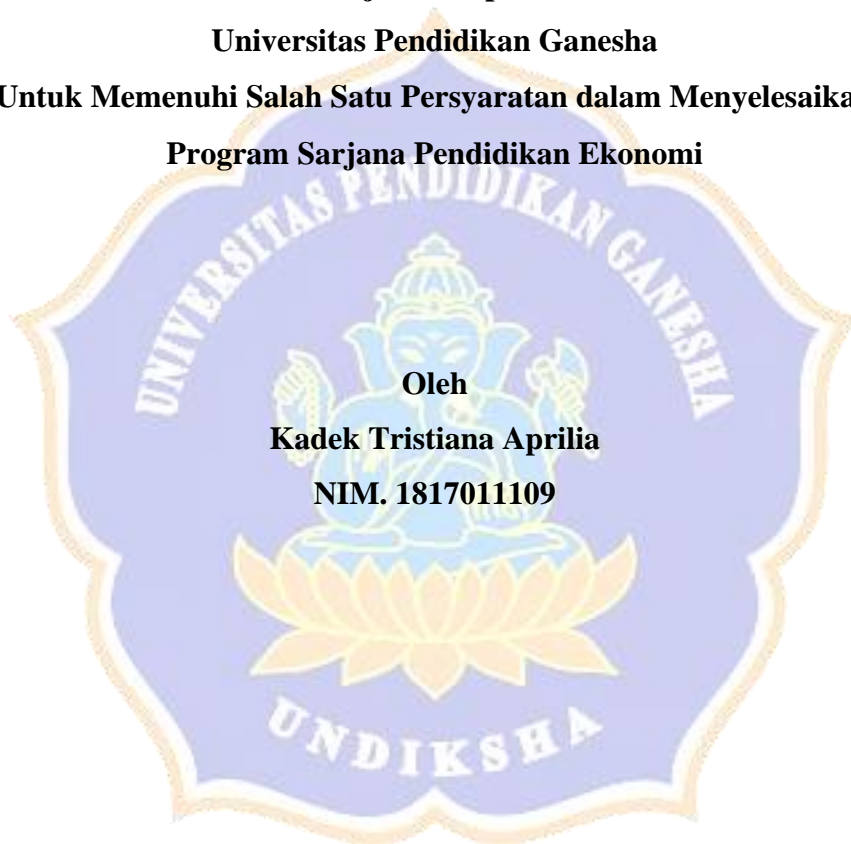 Universitas Pendidikan Ganesha
Untuk Memenuhi Salah Satu Persyaratan dalam Menyelesaika
Program Sarjana Pendidikan Ekonomi
UNIVERSITAS PENDIDIKAN GANESHA
Oleh
Kadek Tristiana Aprilia
NIM. 1817011109
UNDIKSHA